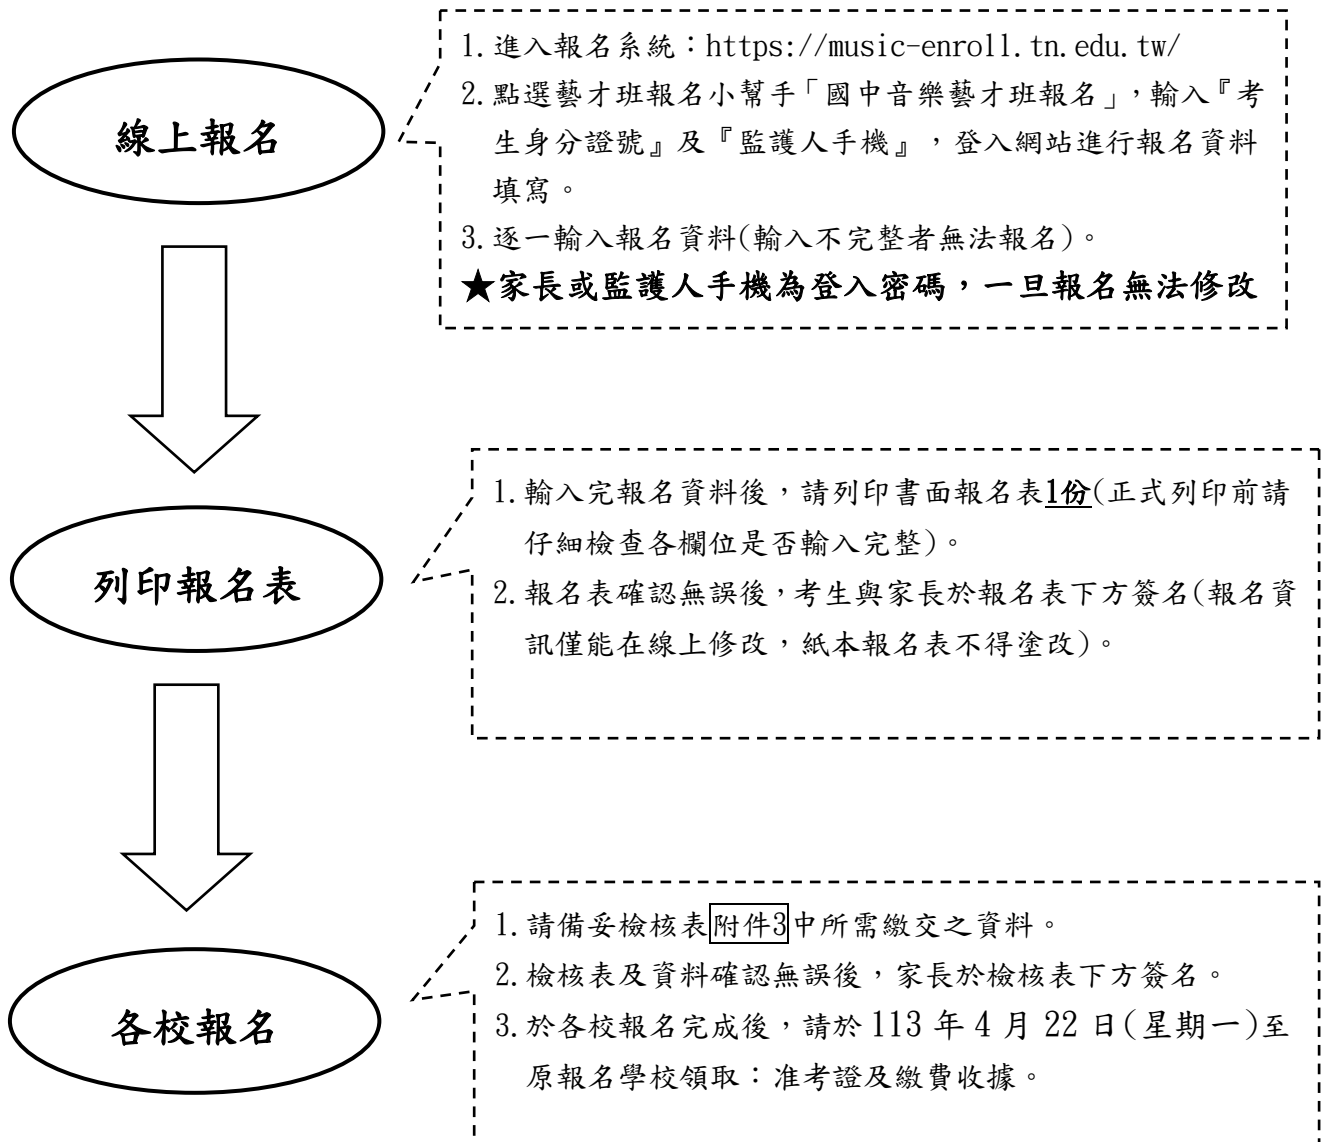 線上報名
1.進入報名系統：https://music-enroll.tn.edu.tw/
2.點選藝才班報名小幫手「國中音樂藝才班報名」，輸入『考
生身分證號』及『監護人手機』，登入網站進行報名資料
填寫。
3.逐一輸入報名資料(輸入不完整者無法報名)。
★家長或監護人手機為登入密碼，一旦報名無法修改
列印報名表
1.輸入完報名資料後，請列印書面報名表1份(正式列印前請
仔細檢查各欄位是否輸入完整)。
2.報名表確認無誤後，考生與家長於報名表下方簽名(報名資
訊僅能在線上修改，紙本報名表不得塗改)。
各校報名
1.請備妥檢核表附件3中所需繳交之資料。
2.檢核表及資料確認無誤後，家長於檢核表下方簽名。
3.於各校報名完成後，請於 113 年 4 月 22 日(星期一)至
原報名學校領取：准考證及繳費收據。